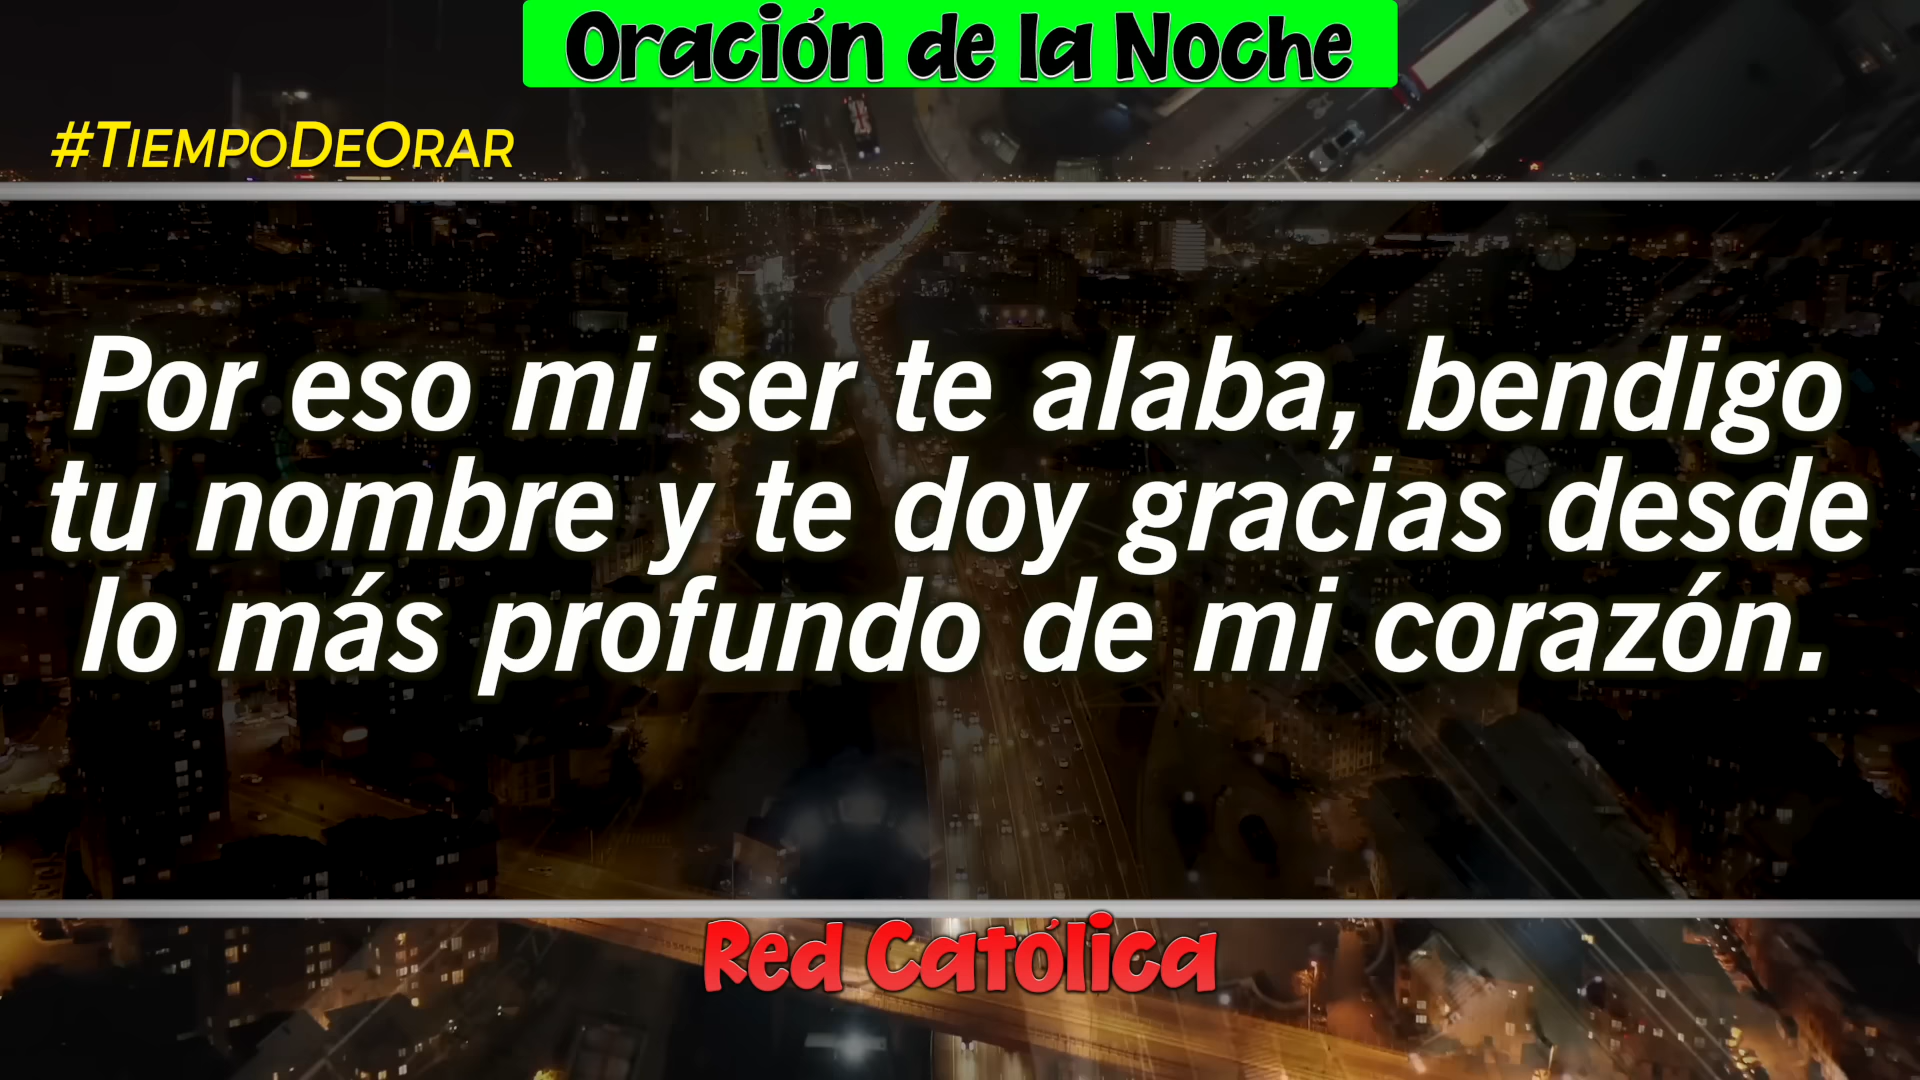 Oración de la Noche
#TiempoDeOrar
Por eso mi ser te alaba, bendigo
tu nombre y te doy gracias desde
lo más profundo de mi corazón.
Red Católica